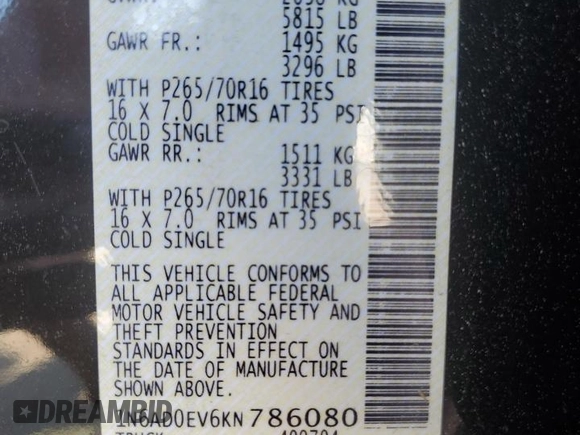 5815 LB
GAWR FR.: 1495 KG
3296 LB
WITH P265/70R16 TIRES
16 X 7.0 RIMS AT 35 PSI
COLD SINGLE
GAWR RR.: 1511 KG
3331 LB
WITH P265/70R16 TIRES
16 X 7.0 RIMS AT 35 PSI
COLD SINGLE
THIS VEHICLE CONFORMS TO
ALL APPLICABLE FEDERAL
MOTOR VEHICLE SAFETY AND
THEFT PREVENTION
STANDARDS IN EFFECT ON
THE DATE OF MANUFACTURE
SHOWN ABOVE.
1N6AD0EV6KN786080
DREAMBID
TRUCK